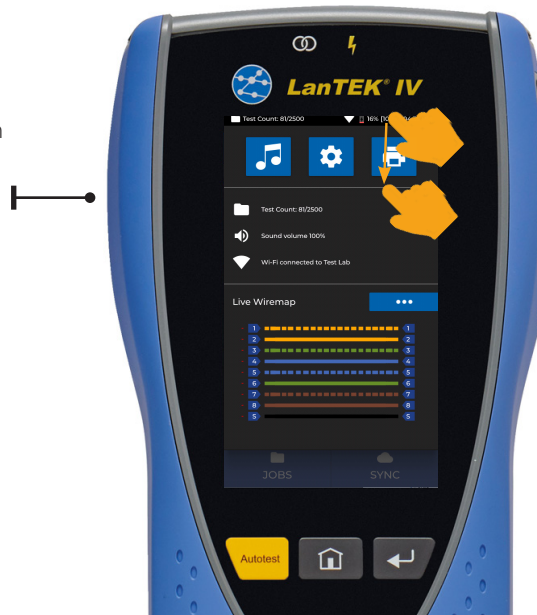 LanTEK® IV
Test Count: 81/2500
16%
Test Count: 81/2500
Sound volume 100%
Wi-Fi connected to Test Lab
Live Wiremap
1 1
2 2
3 3
4 4
5 5
6 6
7 7
8 8
5 5
JOBS SYNC
Autotest